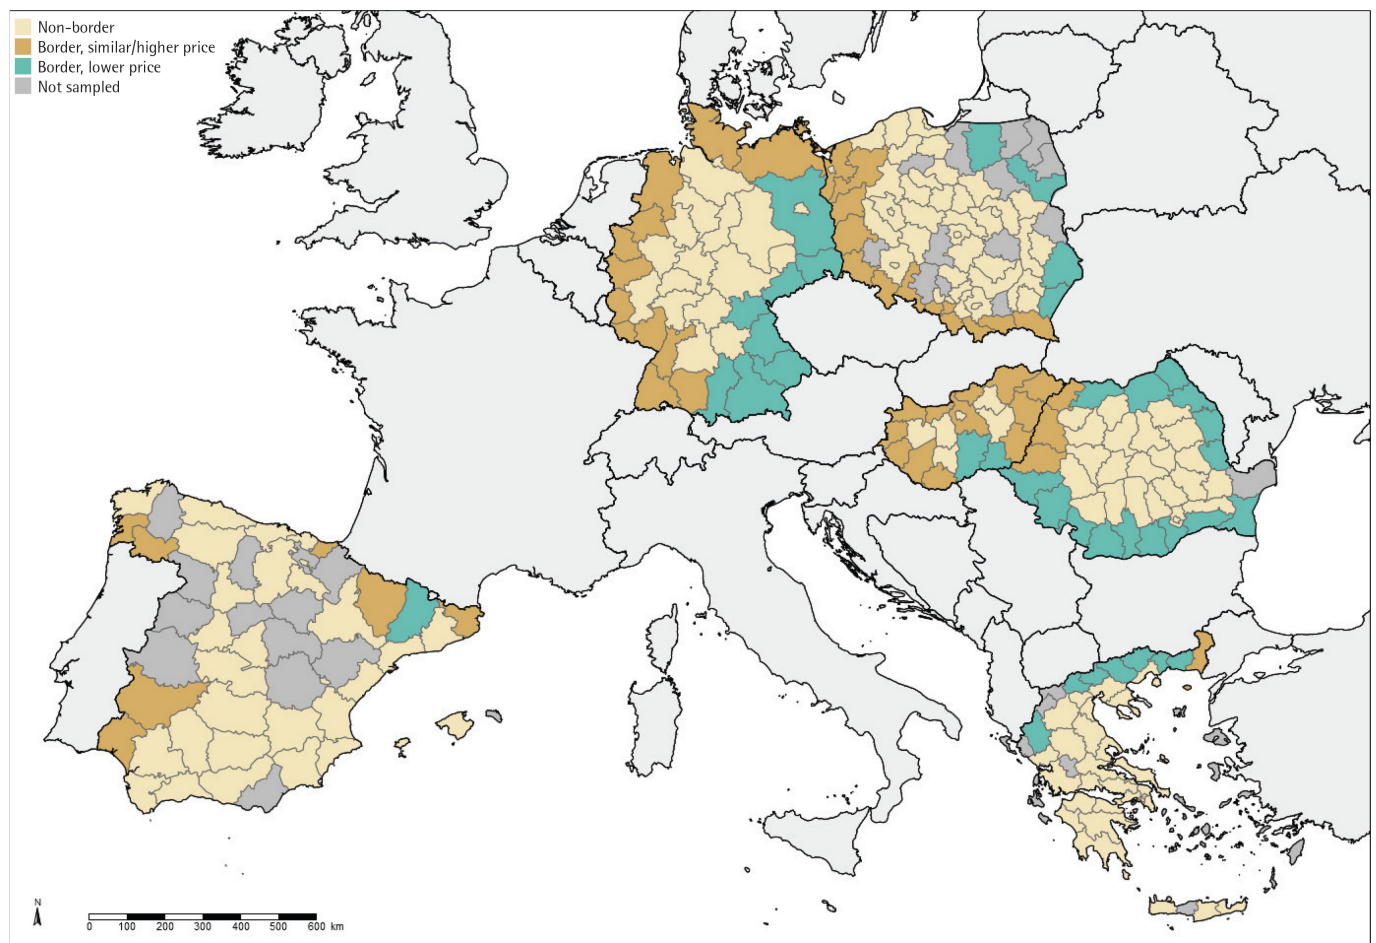 Non-border
Border, similar/higher price
Border, lower price
Not sampled
N
0 100 200 300 400 500 600 km